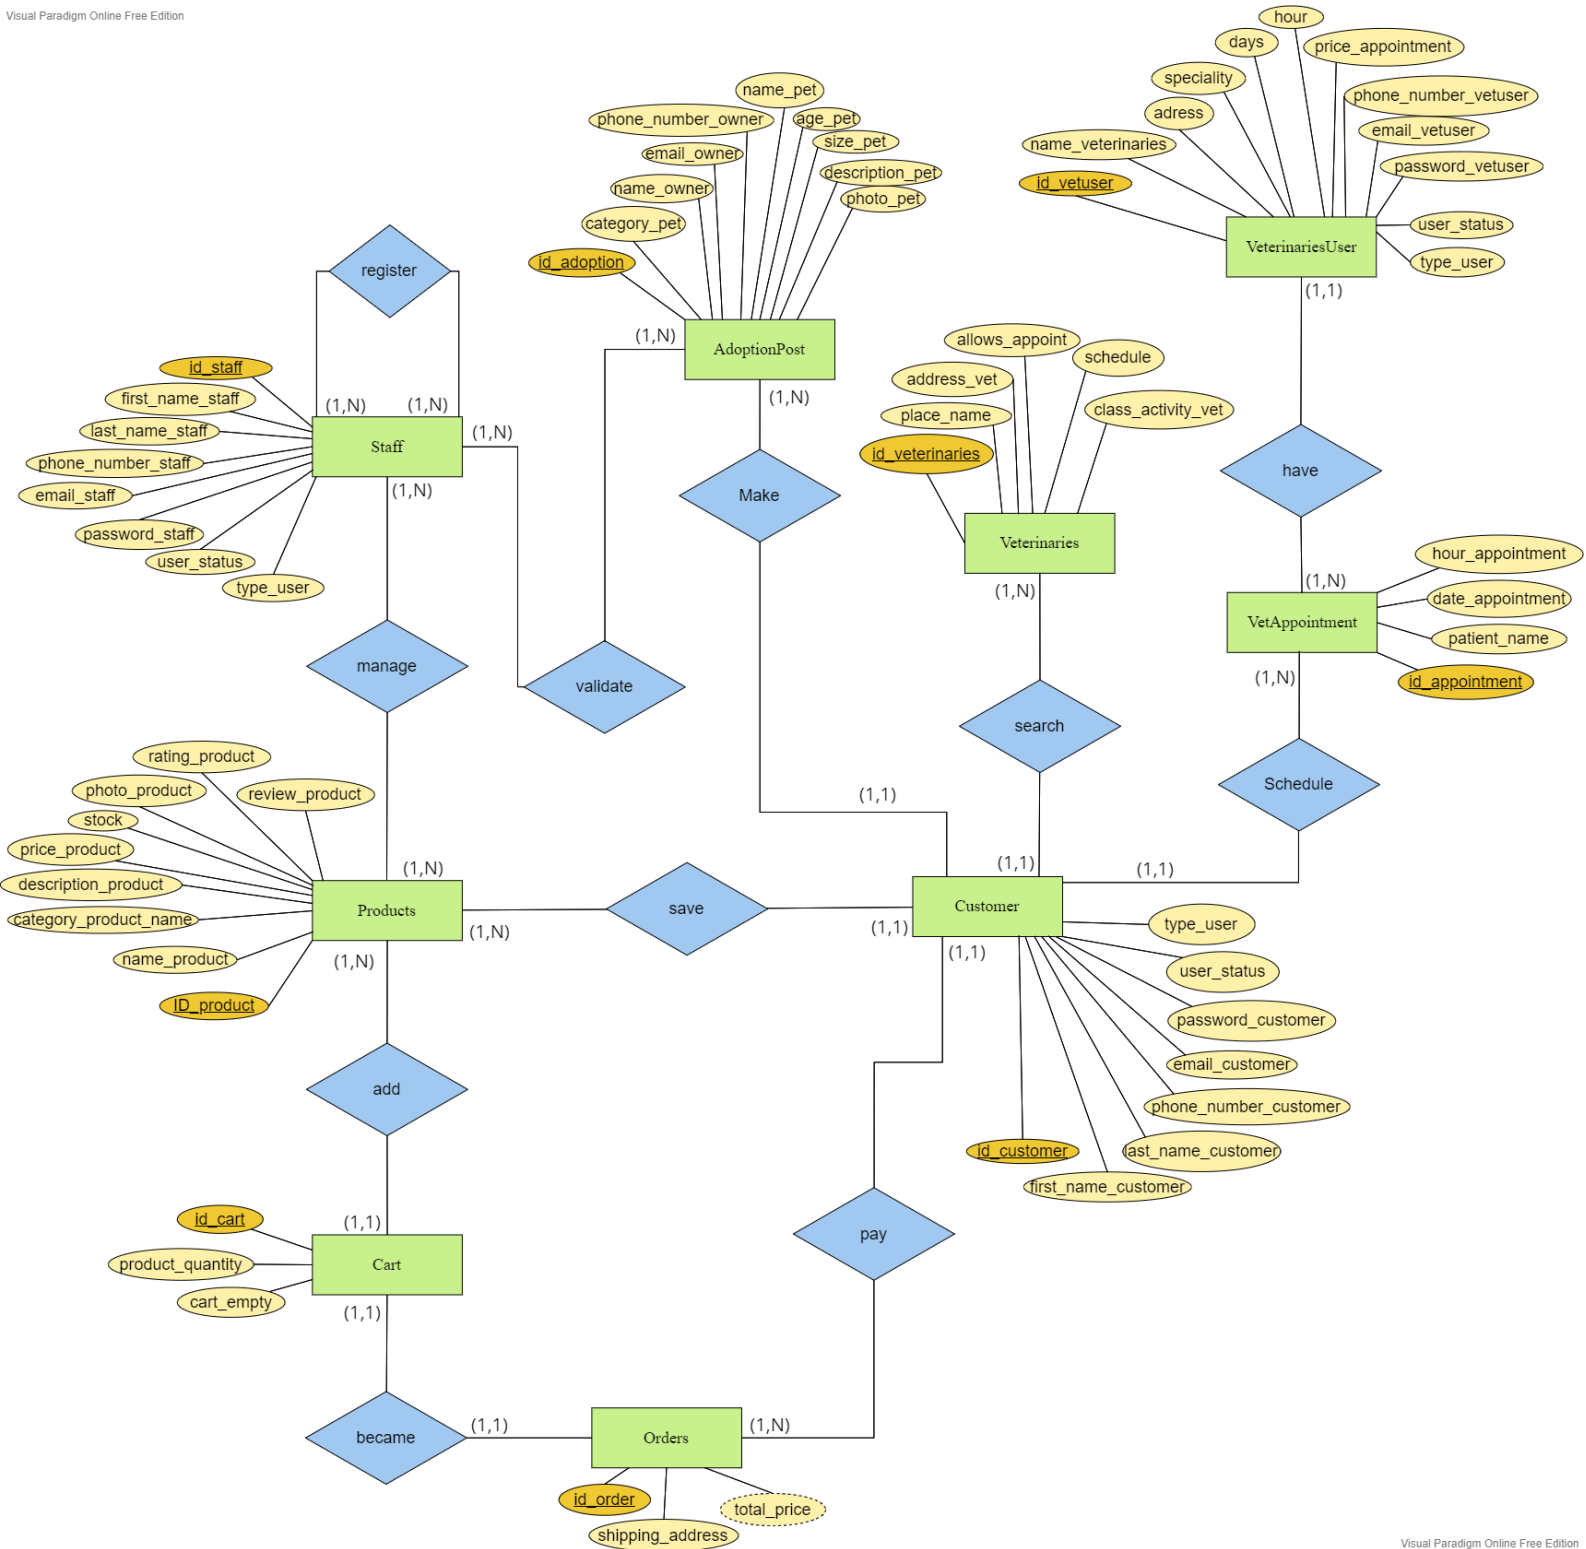 Visual Paradigm Online Free Edition
hour
days
price_appointment
speciality
phone_number_vetuser
adress
email_vetuser
name_veterinaries
password_vetuser
id_vetuser
user_status
VeterinariesUser
type_user
(1,1)
name_pet
phone_number_owner
age_pet
size_pet
email_owner
description_pet
name_owner
photo_pet
category_pet
id_adoption
(1,N)
AdoptionPost
(1,N)
register
id_staff
first_name_staff
(1,N)
(1,N)
last_name_staff
Staff
(1,N)
phone_number_staff
email_staff
(1,N)
password_staff
user_status
type_user
allows_appoint
schedule
address_vet
class_activity_vet
place_name
id_veterinaries
Veterinaries
(1,N)
have
Make
hour_appointment
(1,N)
date_appointment
VetAppointment
patient_name
(1,N)
id_appointment
manage
validate
search
Schedule
rating_product
photo_product
review_product
stock
price_product
(1,N)
description_product
Products
category_product_name
(1,N)
name_product
(1,N)
ID_product
save
(1,1)
(1,1)
(1,1)
Customer
(1,1)
(1,1)
type_user
user_status
password_customer
email_customer
phone_number_customer
last_name_customer
id_customer
first_name_customer
add
pay
id_cart
(1,1)
product_quantity
Cart
cart_empty
(1,1)
became
(1,1)
Orders
(1,N)
id_order
total_price
shipping_address
Visual Paradigm Online Free Edition